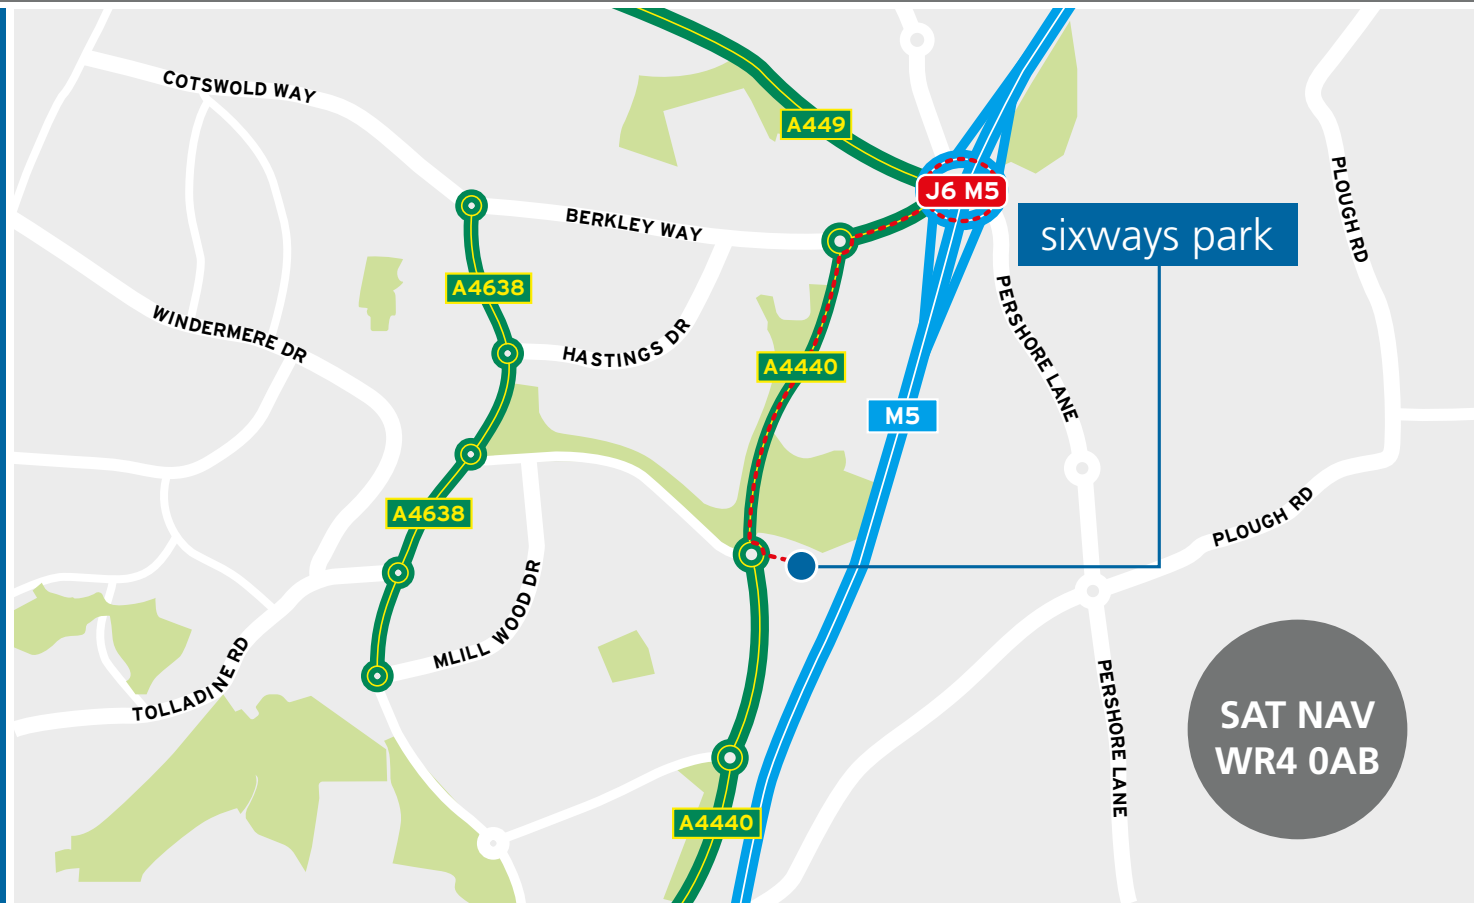 COTSWOLD WAY
A449
J6 M5
PLOUGH RD
BERKLEY WAY
sixways park
A4638
PERSHORE LANE
WINDERMERE DR
HASTINGS DR
A4440
M5
A4638
PLOUGH RD
MLILL WOOD DR
TOLLADINE RD
PERSHORE LANE
SAT NAV
WR4 0AB
A4440